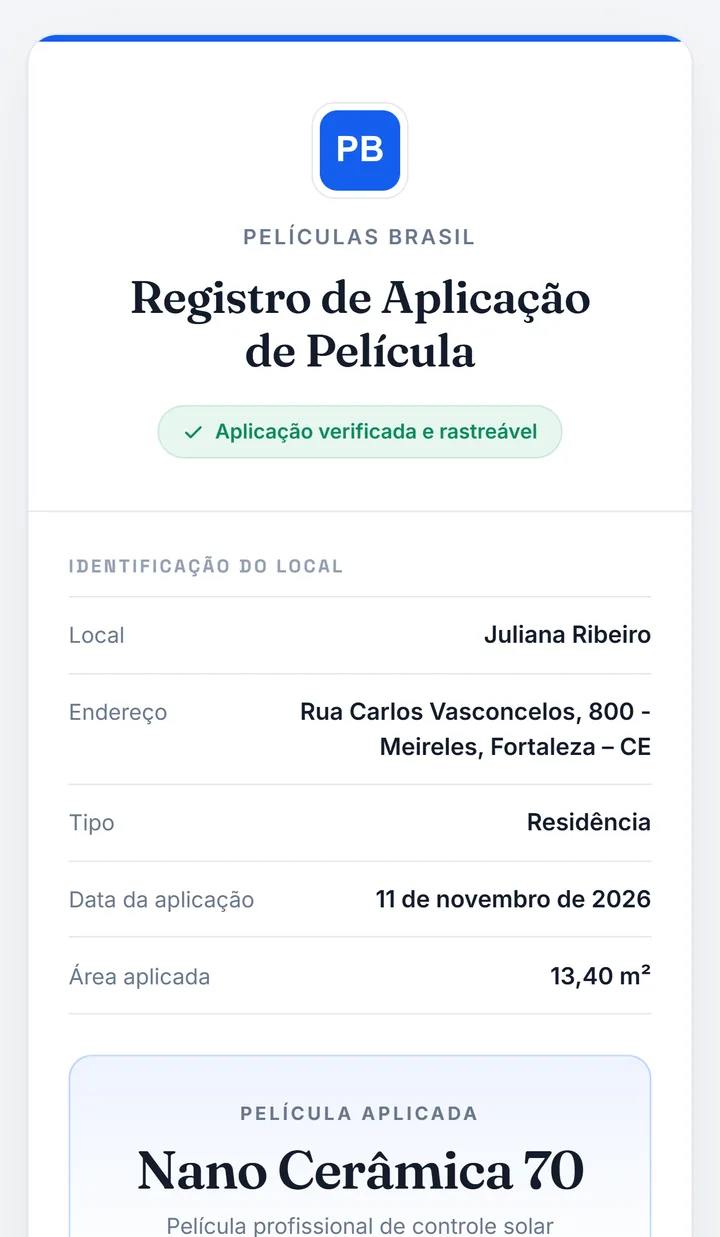 PB
PELÍCULAS BRASIL
Registro de Aplicação
de Película
✓ Aplicação verificada e rastreável
IDENTIFICAÇÃO DO LOCAL
Local Juliana Ribeiro
Endereço Rua Carlos Vasconcelos, 800 -
Meireles, Fortaleza – CE
Tipo Residência
Data da aplicação 11 de novembro de 2026
Área aplicada 13,40 m²
PELÍCULA APLICADA
Nano Cerâmica 70
Película profissional de controle solar